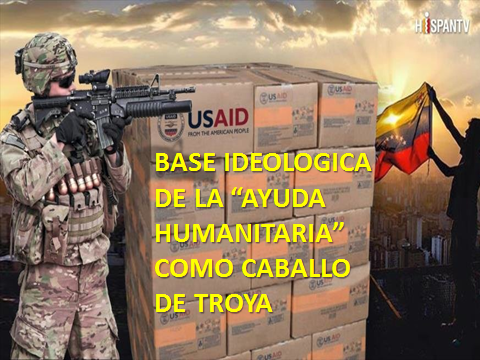 HISPANTV
USAID
FROM THE AMERICAN PEOPLE
BASE IDEOLOGICA
DE LA “AYUDA
HUMANITARIA”
COMO CABALLO
DE TROYA